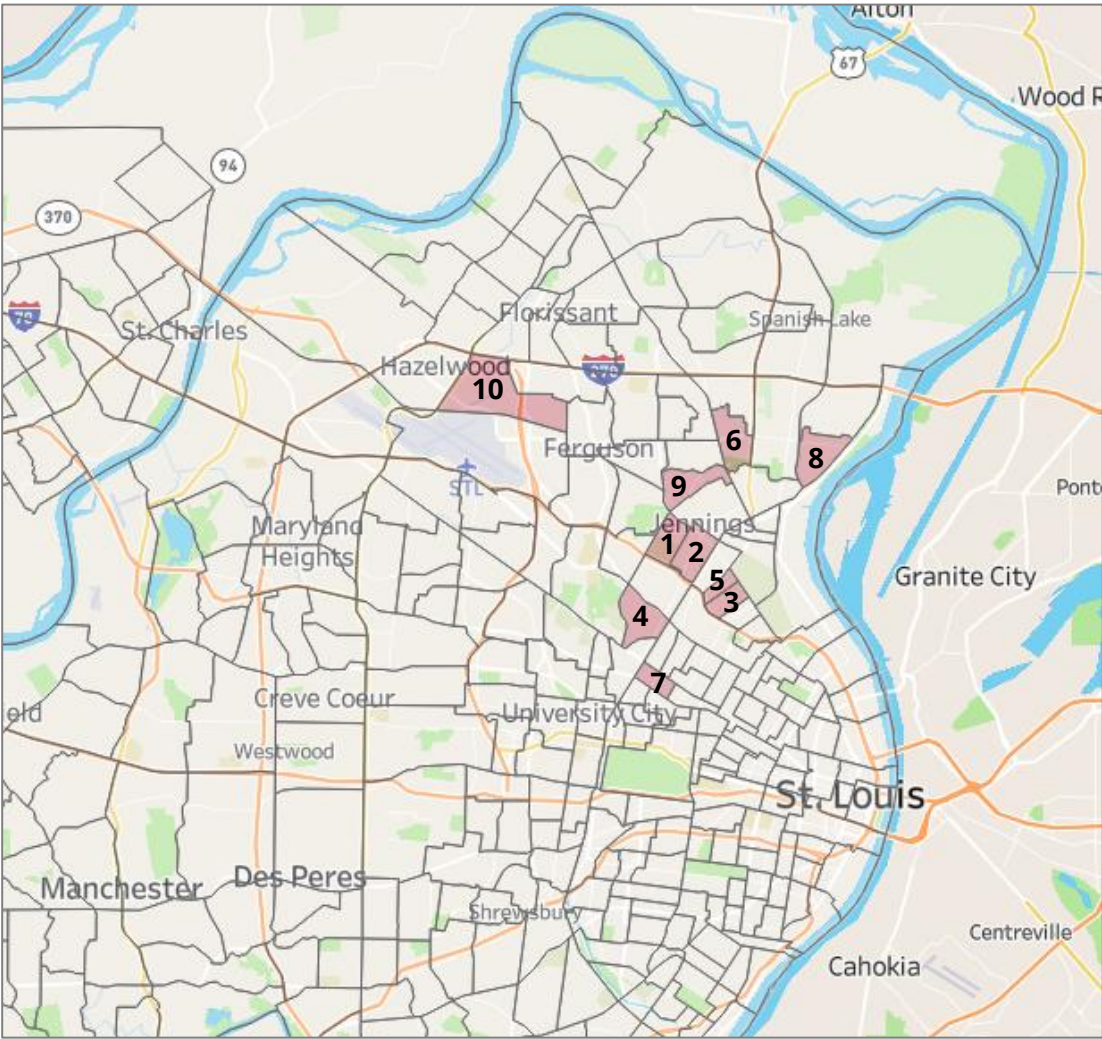 Alton
67
Wood R
94
370
Florissant
Spanish Lake
70
St. Charles
Hazelwood
270
10
Ferguson
6
8
STL
9
Pont
Maryland
Heights
Jennings
1
2
5
3
Granite City
4
7
Creve Coeur
University City
eld
Westwood
St. Louis
Manchester
Des Peres
Shrewsbury
Centreville
Cahokia